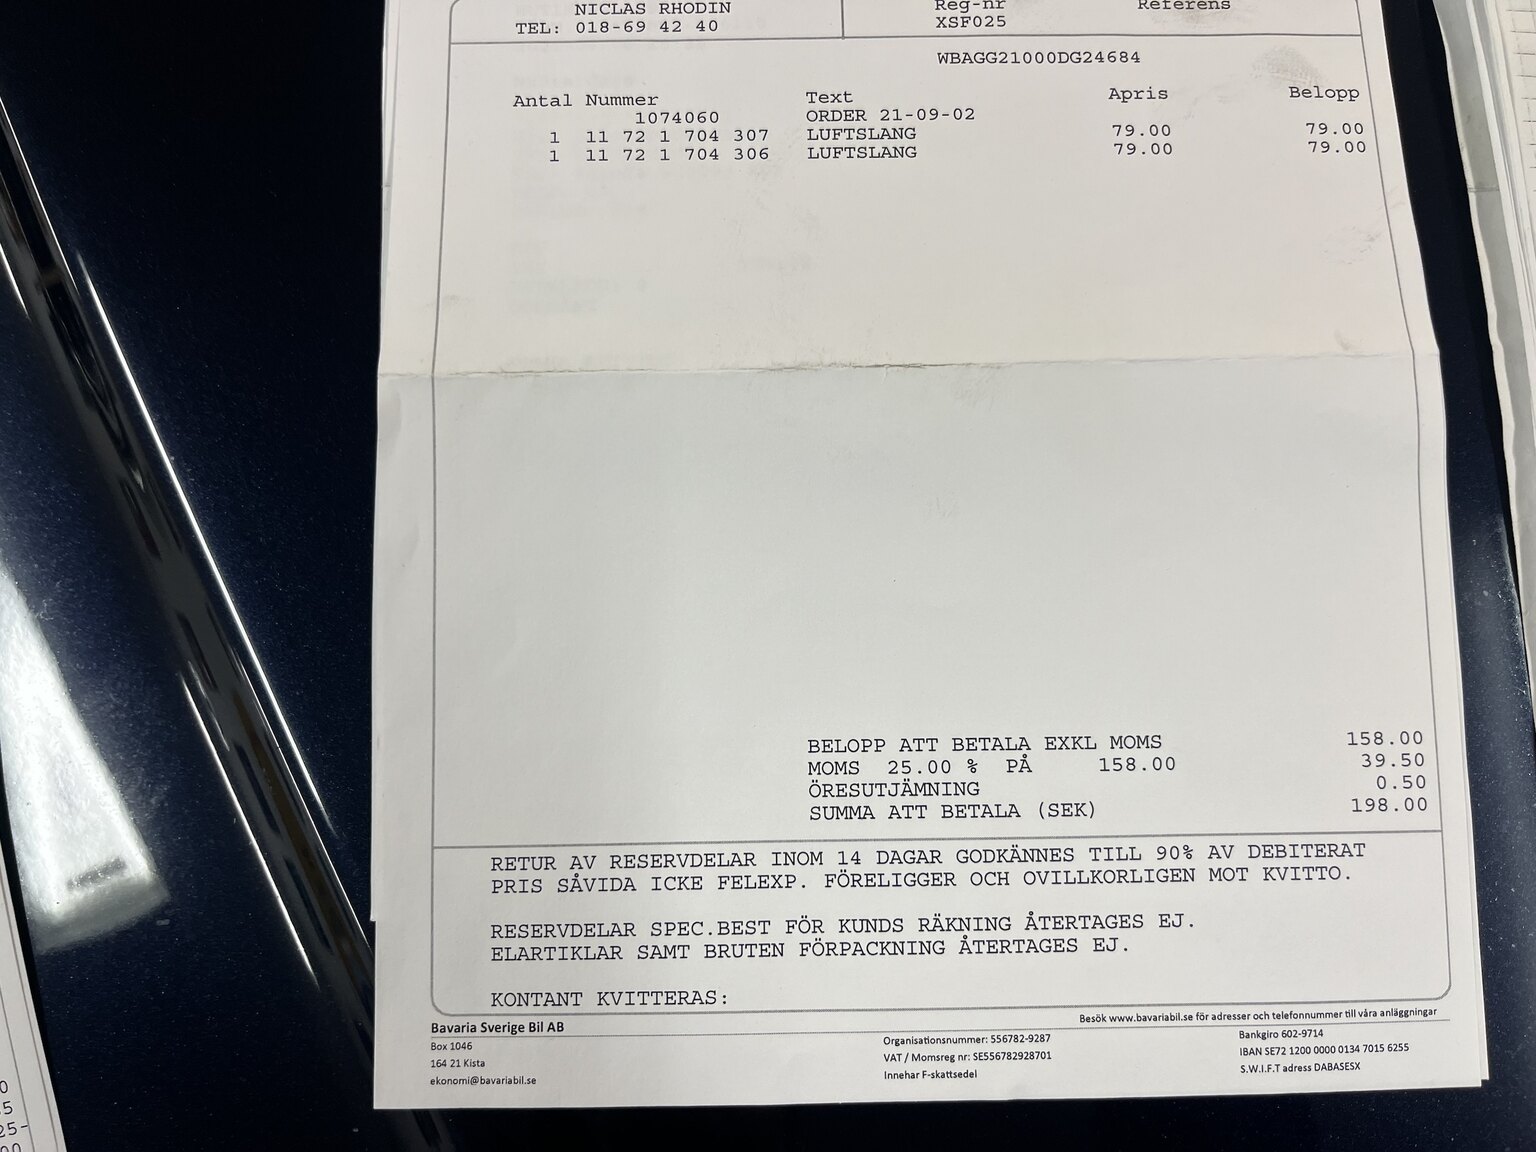 NICLAS RHODIN
TEL: 018-69 42 40
Reg-nr
XSF025
Referens
WBAGG21000DG24684
Antal Nummer Text Apris Belopp
1074060 ORDER 21-09-02
1 11 72 1 704 307 LUFTSLANG 79.00 79.00
1 11 72 1 704 306 LUFTSLANG 79.00 79.00
BELOPP ATT BETALA EXKL MOMS 158.00
MOMS 25.00 % PÅ 158.00 39.50
ÖRESUTJÄMNING 0.50
SUMMA ATT BETALA (SEK) 198.00
RETUR AV RESERVDELAR INOM 14 DAGAR GODKÄNNES TILL 90% AV DEBITERAT
PRIS SÅVIDA ICKE FELEXP. FÖRELIGGER OCH OVILLKORLIGEN MOT KVITTO.
RESERVDELAR SPEC.BEST FÖR KUNDS RÄKNING ÅTERTAGES EJ.
ELARTIKLAR SAMT BRUTEN FÖRPACKNING ÅTERTAGES EJ.
KONTANT KVITTERAS:
Besök www.bavariabil.se för adresser och telefonnummer till våra anläggningar
Bavaria Sverige Bil AB
Box 1046
164 21 Kista
ekonomi@bavariabil.se
Organisationsnummer: 556782-9287
VAT / Momsreg nr: SE556782928701
Innehar F-skattsedel
Bankgiro 602-9714
IBAN SE72 1200 0000 0134 7015 6255
S.W.I.F.T adress DABASESX